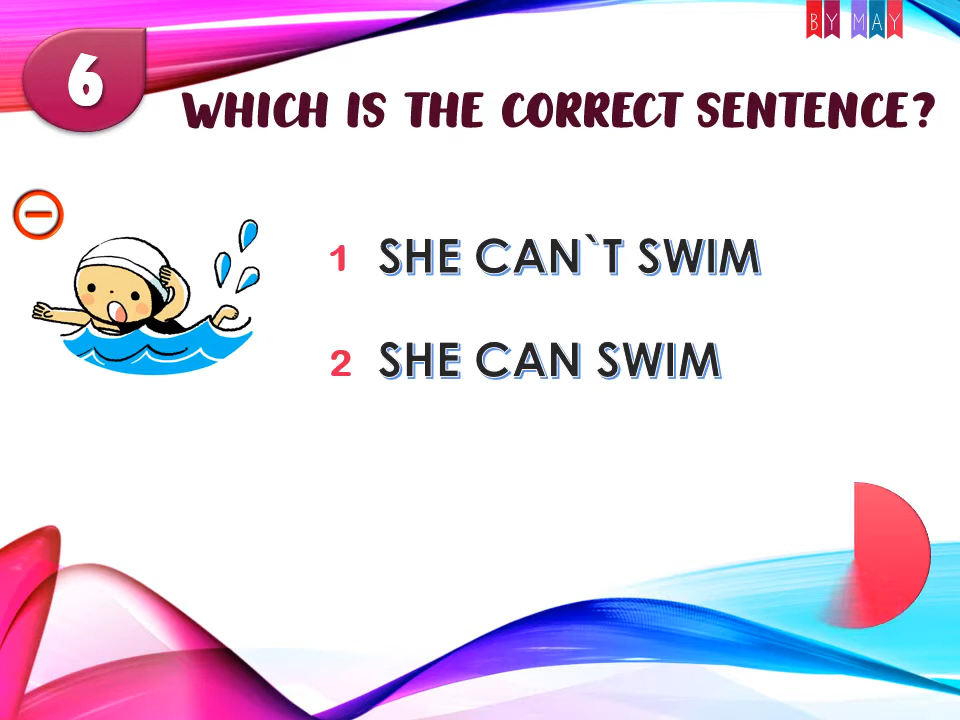 BY MAY
6
WHICH IS THE CORRECT SENTENCE?
1 SHE CAN`T SWIM
2 SHE CAN SWIM